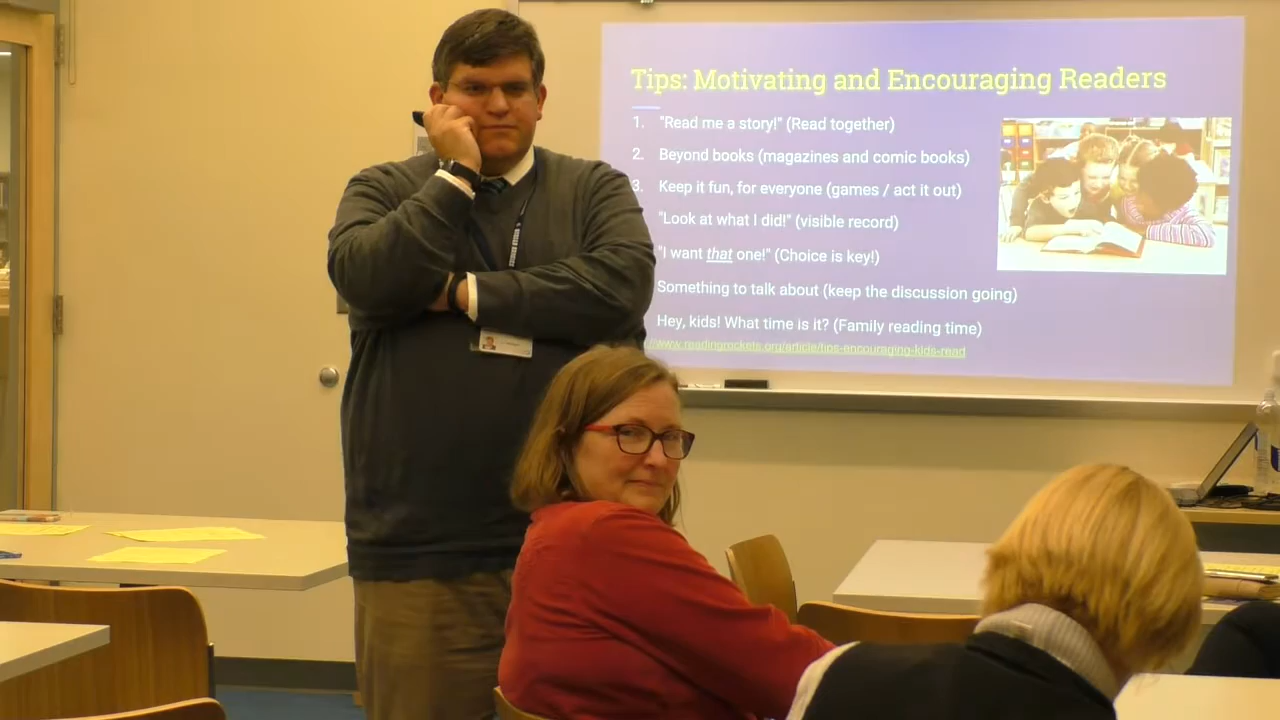 Tips: Motivating and Encouraging Readers
1. "Read me a story!" (Read together)
2. Beyond books (magazines and comic books)
3. Keep it fun, for everyone (games / act it out)
"Look at what I did!" (visible record)
"I want that one!" (Choice is key!)
Something to talk about (keep the discussion going)
Hey, kids! What time is it? (Family reading time)
/www.readingrockets.org/article/tips-encouraging-kids-read